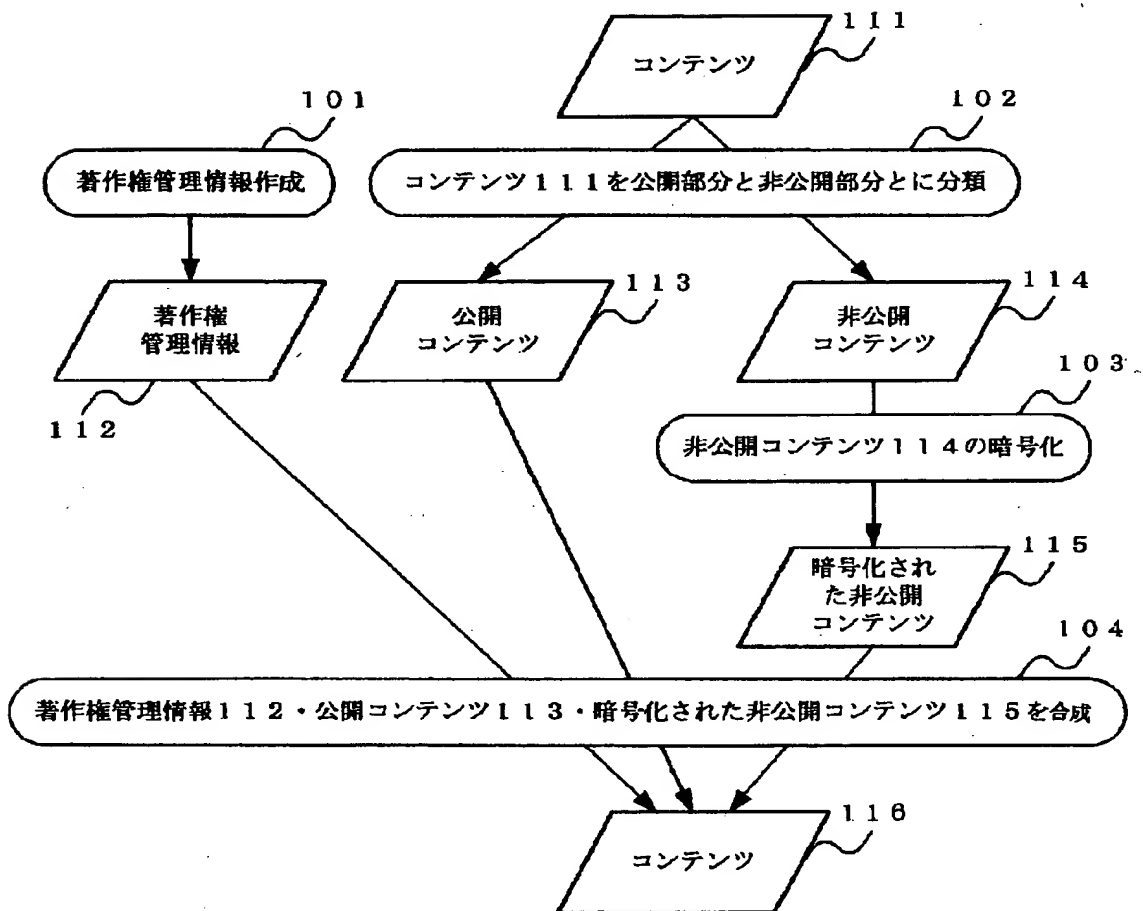 111
コンテンツ
101
102
著作権管理情報作成
コンテンツ111を公開部分と非公開部分とに分類
113
114
著作権
管理情報
公開
コンテンツ
非公開
コンテンツ
103
112
非公開コンテンツ114の暗号化
115
暗号化され
た非公開
コンテンツ
104
著作権管理情報112・公開コンテンツ113・暗号化された非公開コンテンツ115を合成
116
コンテンツ